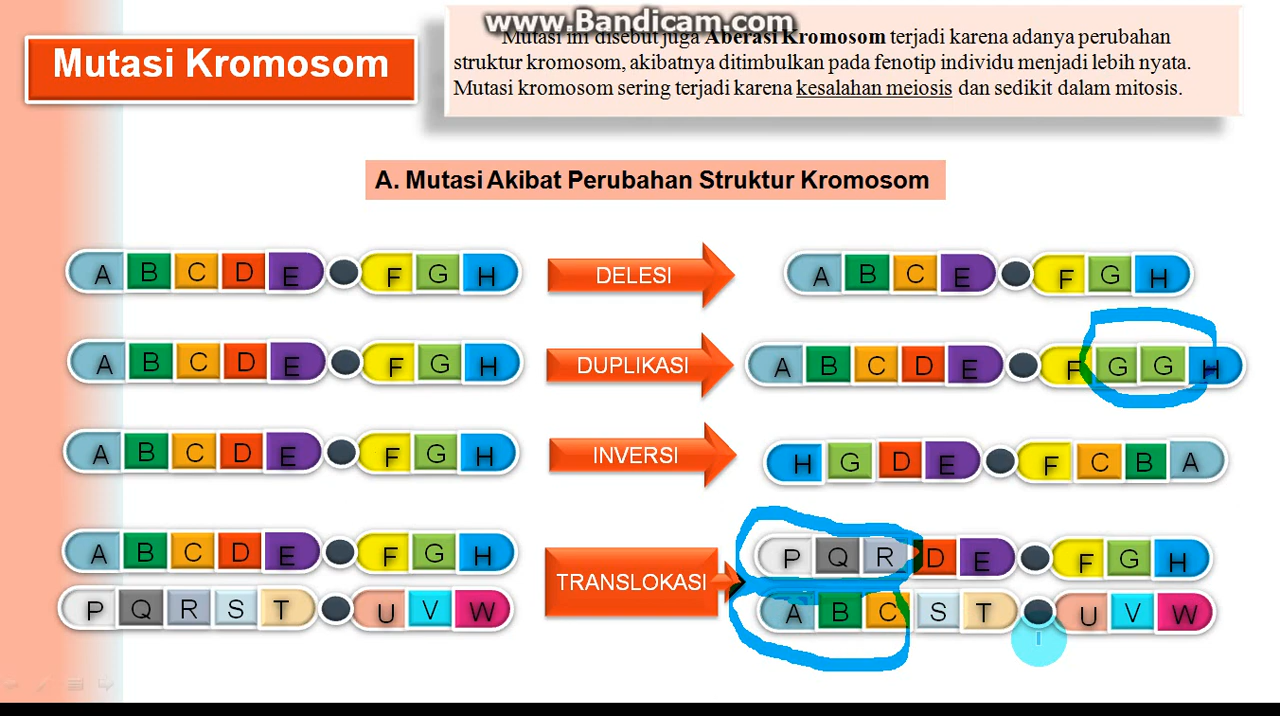 www.Bandicam.com
Mutasi Kromosom
Mutasi ini disebut juga Aberasi Kromosom terjadi karena adanya perubahan
struktur kromosom, akibatnya ditimbulkan pada fenotip individu menjadi lebih nyata.
Mutasi kromosom sering terjadi karena kesalahan meiosis dan sedikit dalam mitosis.
A. Mutasi Akibat Perubahan Struktur Kromosom
A B C D E F G H DELESI A B C E F G H
A B C D E F G H DUPLIKASI A B C D E F G G H
A B C D E F G H INVERSI H G D E F C B A
A B C D E F G H P Q R D E F G H
TRANSLOKASI
P Q R S T U V W A B C S T U V W